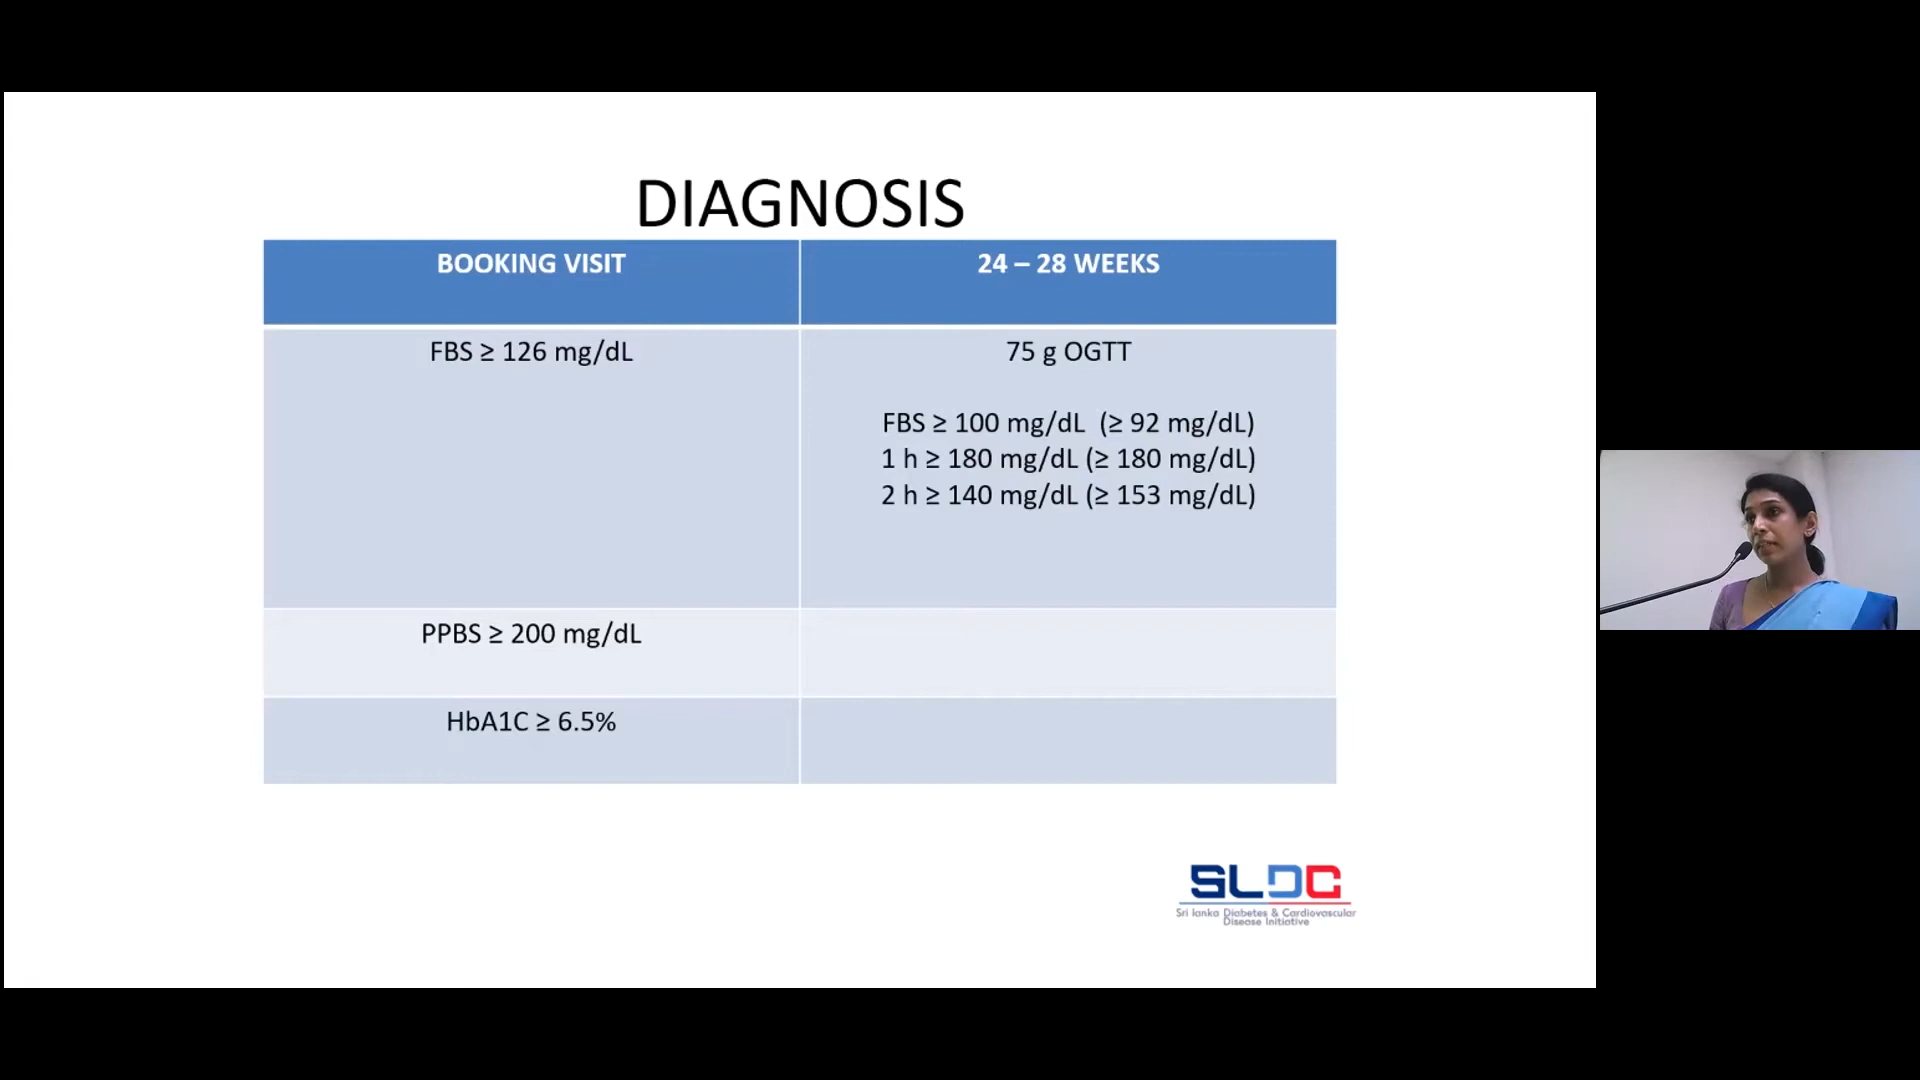 DIAGNOSIS
BOOKING VISIT
24 – 28 WEEKS
FBS ≥ 126 mg/dL
75 g OGTT
FBS ≥ 100 mg/dL (≥ 92 mg/dL)
1 h ≥ 180 mg/dL (≥ 180 mg/dL)
2 h ≥ 140 mg/dL (≥ 153 mg/dL)
PPBS ≥ 200 mg/dL
HbA1C ≥ 6.5%
SLDC
Sri lanka Diabetes & Cardiovascular
Disease Initiative